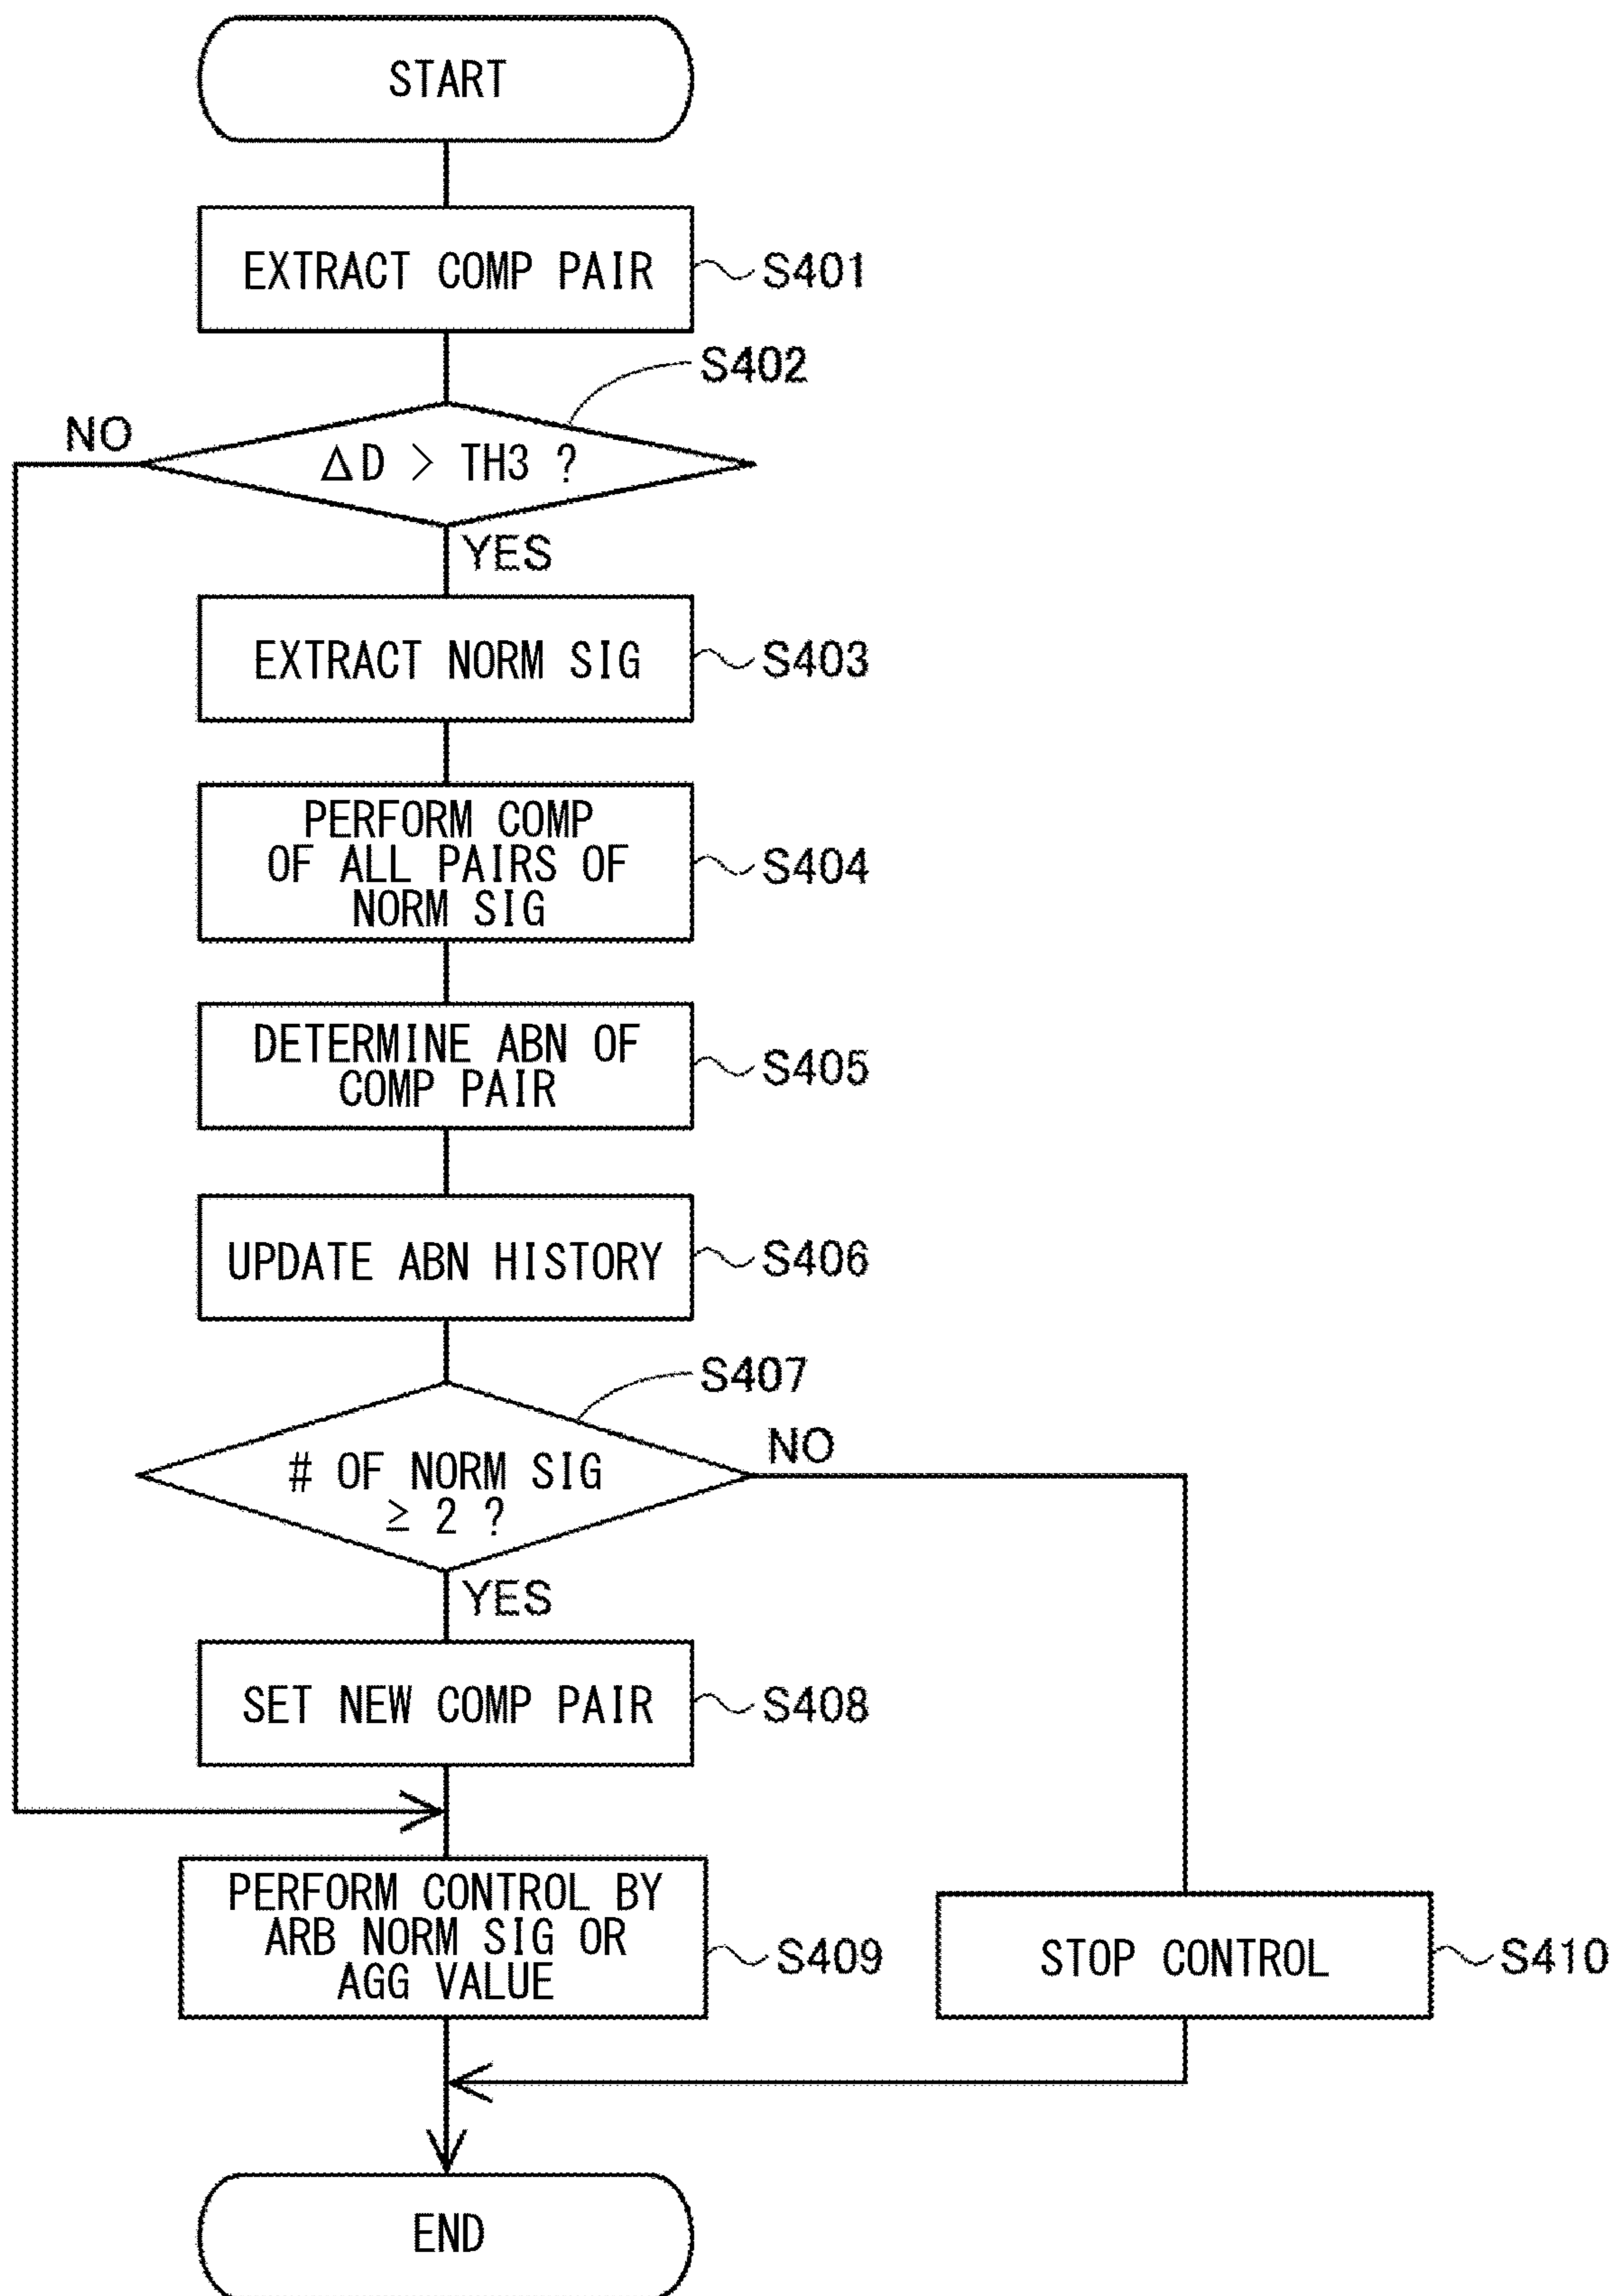 START
EXTRACT COMP PAIR
S401
S402
NO
ΔD > TH3 ?
YES
EXTRACT NORM SIG
S403
PERFORM COMP
OF ALL PAIRS OF
NORM SIG
S404
DETERMINE ABN OF
COMP PAIR
S405
UPDATE ABN HISTORY
S406
S407
NO
# OF NORM SIG
≥ 2 ?
YES
SET NEW COMP PAIR
S408
PERFORM CONTROL BY
ARB NORM SIG OR
AGG VALUE
S409
STOP CONTROL
S410
END